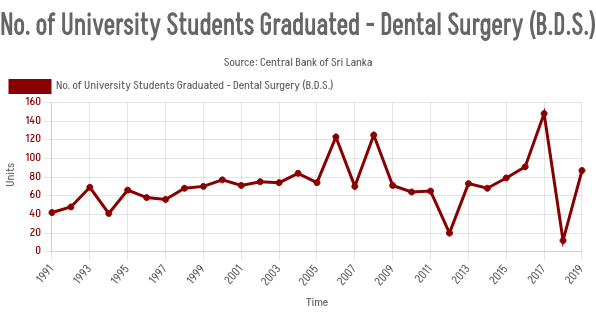 No. of University Students Graduated - Dental Surgery (B.D.S.)
Source: Central Bank of Sri Lanka
No. of University Students Graduated - Dental Surgery (B.D.S.)
160
140
120
100
80
60
40
20
0
Units
1991 1993 1995 1997 1999 2001 2003 2005 2007 2009 2011 2013 2015 2017 2019
Time